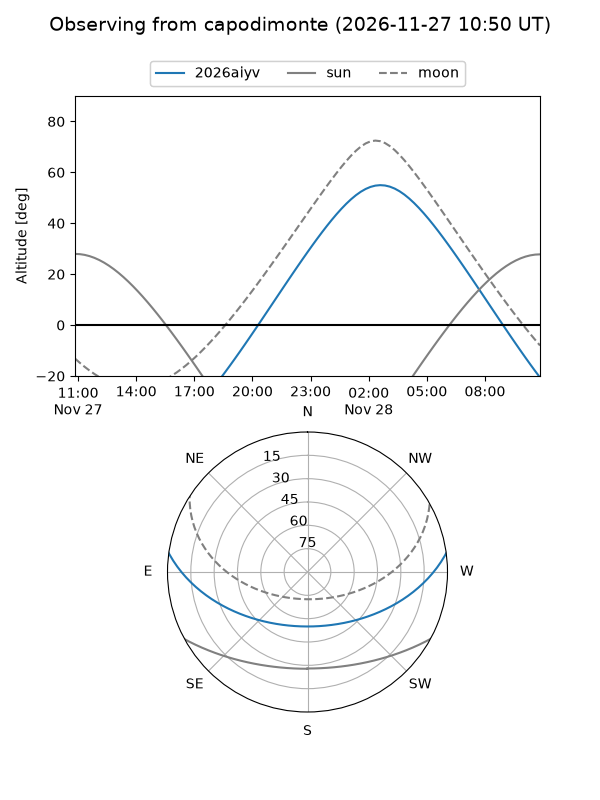 Observing from capodimonte (2026-11-27 10:50 UT)
2026aiyv sun moon
Altitude [deg]
80
60
40
20
0
−20
11:00 14:00 17:00 20:00 23:00 02:00 05:00 08:00
Nov 27 Nov 28
N
NE NW
15
30
45
60
75
E W
SE SW
S